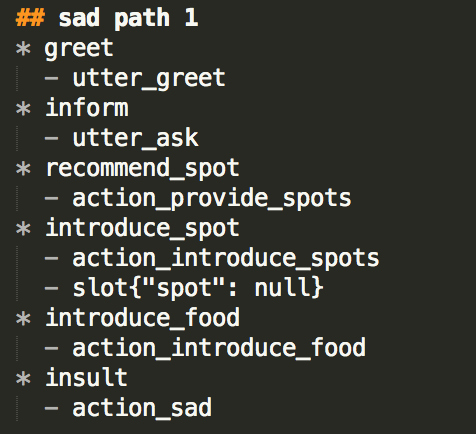 ## sad path 1
* greet
  - utter_greet
* inform
  - utter_ask
* recommend_spot
  - action_provide_spots
* introduce_spot
  - action_introduce_spots
  - slot{"spot": null}
* introduce_food
  - action_introduce_food
* insult
  - action_sad